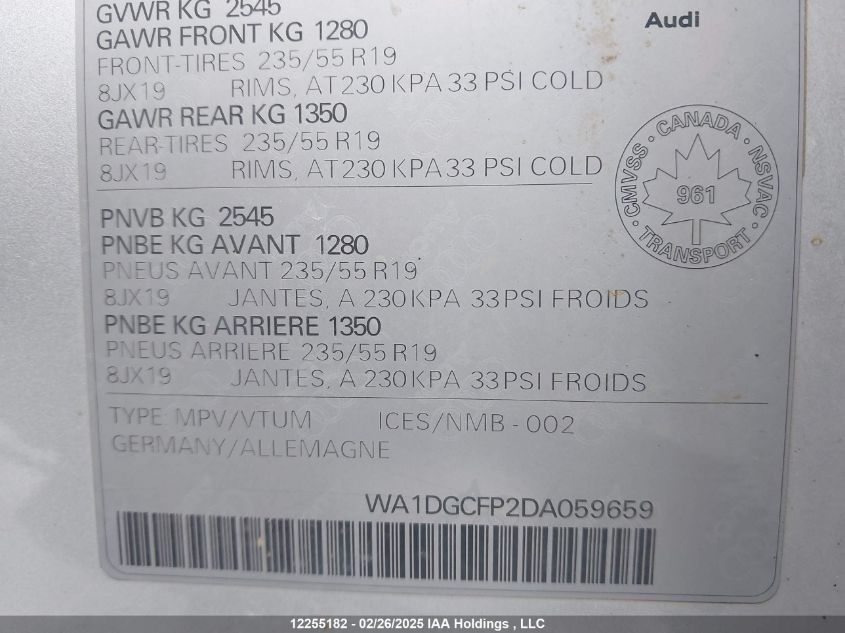 GVWR KG 2545
Audi
GAWR FRONT KG 1280
FRONT-TIRES 235/55 R19
8JX19 RIMS, AT 230 KPA 33 PSI COLD
GAWR REAR KG 1350
REAR-TIRES 235/55 R19
8JX19 RIMS, AT 230 KPA 33 PSI COLD
CMVSS · CANADA · NSVAC · TRANSPORT ·
961
PNVB KG 2545
PNBE KG AVANT 1280
PNEUS AVANT 235/55 R19
8JX19 JANTES, A 230 KPA 33 PSI FROIDS
PNBE KG ARRIERE 1350
PNEUS ARRIERE 235/55 R19
8JX19 JANTES, A 230 KPA 33 PSI FROIDS
TYPE: MPV/VTUM ICES/NMB - 002
GERMANY/ALLEMAGNE
WA1DGCFP2DA059659
12255182 - 02/26/2025 IAA Holdings , LLC